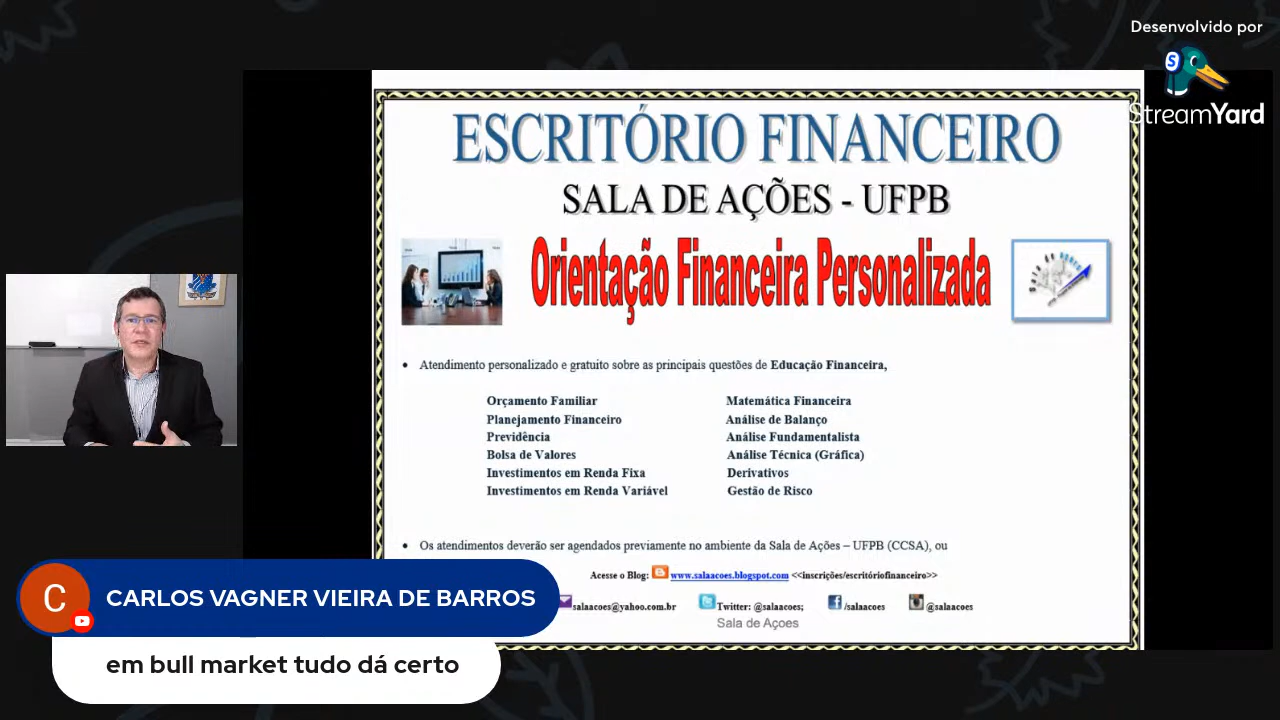 Desenvolvido por
StreamYard
ESCRITÓRIO FINANCEIRO
SALA DE AÇÕES - UFPB
Orientação Financeira Personalizada
• Atendimento personalizado e gratuito sobre as principais questões de Educação Financeira,
Orçamento Familiar
Planejamento Financeiro
Previdência
Bolsa de Valores
Investimentos em Renda Fixa
Investimentos em Renda Variável
Matemática Financeira
Análise de Balanço
Análise Fundamentalista
Análise Técnica (Gráfica)
Derivativos
Gestão de Risco
• Os atendimentos deverão ser agendados previamente no ambiente da Sala de Ações – UFPB (CCSA), ou
Acesse o Blog: www.salaacoes.blogspot.com <<inscrições/escritóriofinanceiro>>
salaacoes@yahoo.com.br Twitter: @salaacoes; /salaacoes @salaacoes
Sala de Açoes
C
CARLOS VAGNER VIEIRA DE BARROS
em bull market tudo dá certo